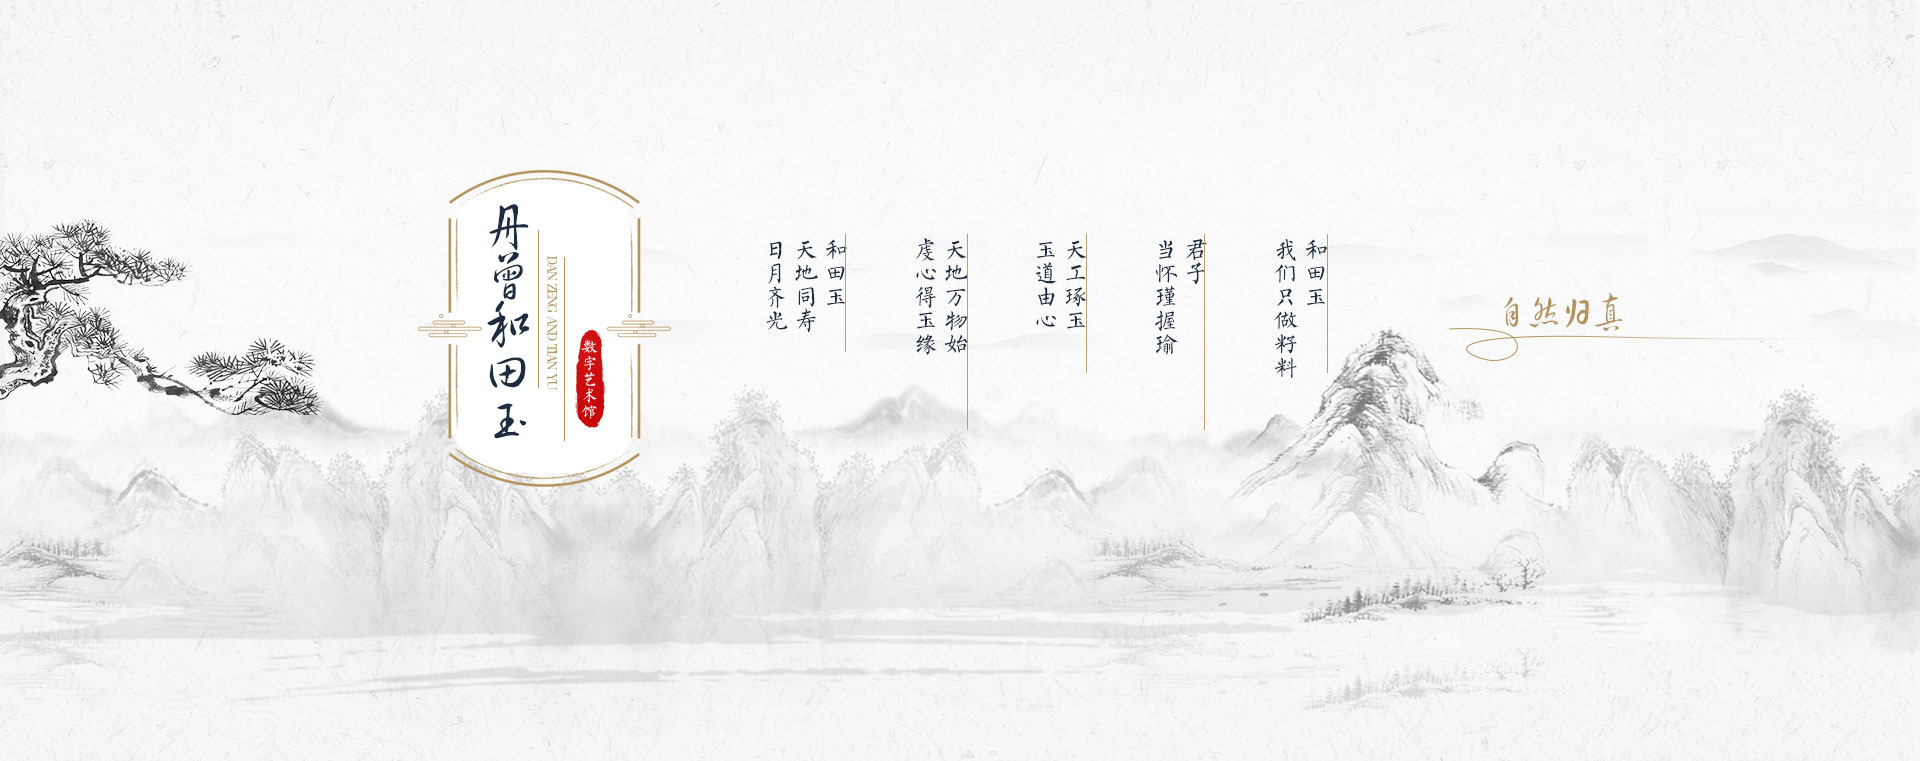 丹曾和田玉
DAN ZENG AND TIAN YU
数字艺术馆
和田玉
天地同寿
日月齐光
天地万物始
虔心得玉缘
天工琢玉
玉道由心
君子
当怀瑾握瑜
和田玉
我们只做籽料
自然归真